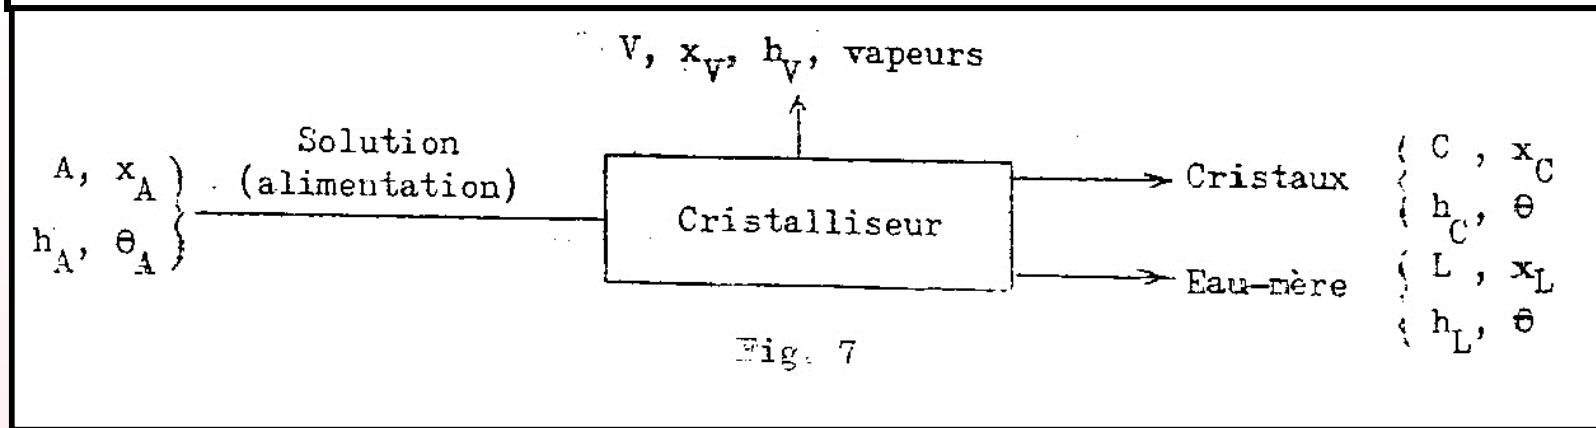 V, x_V, h_V, vapeurs
Solution
(alimentation)
A, x_A
h_A, θ_A
Cristalliseur
Cristaux
C , x_C
h_C, θ
Eau-mère
L , x_L
h_L, θ
Fig. 7